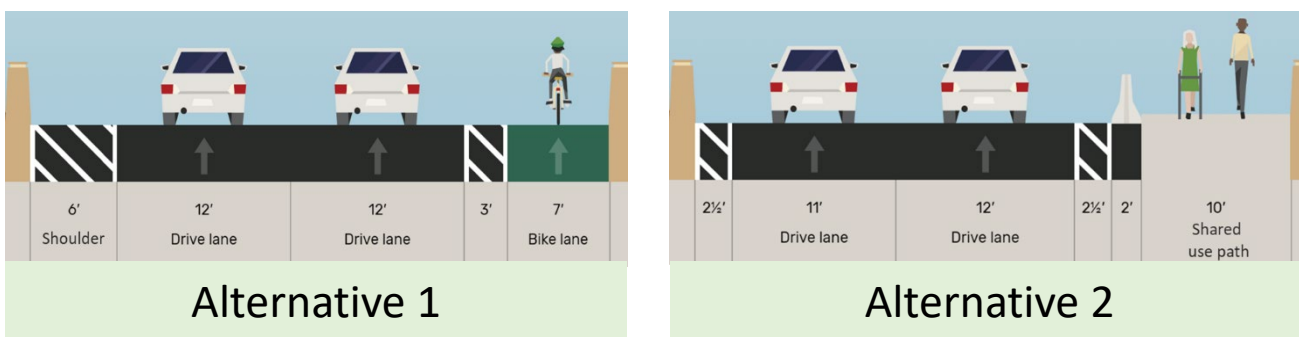 6’ 12’ 12’ 3’ 7’
Shoulder Drive lane Drive lane Bike lane
Alternative 1
2½’ 11’ 12’ 2½’ 2’ 10’
Drive lane Drive lane Shared
use path
Alternative 2